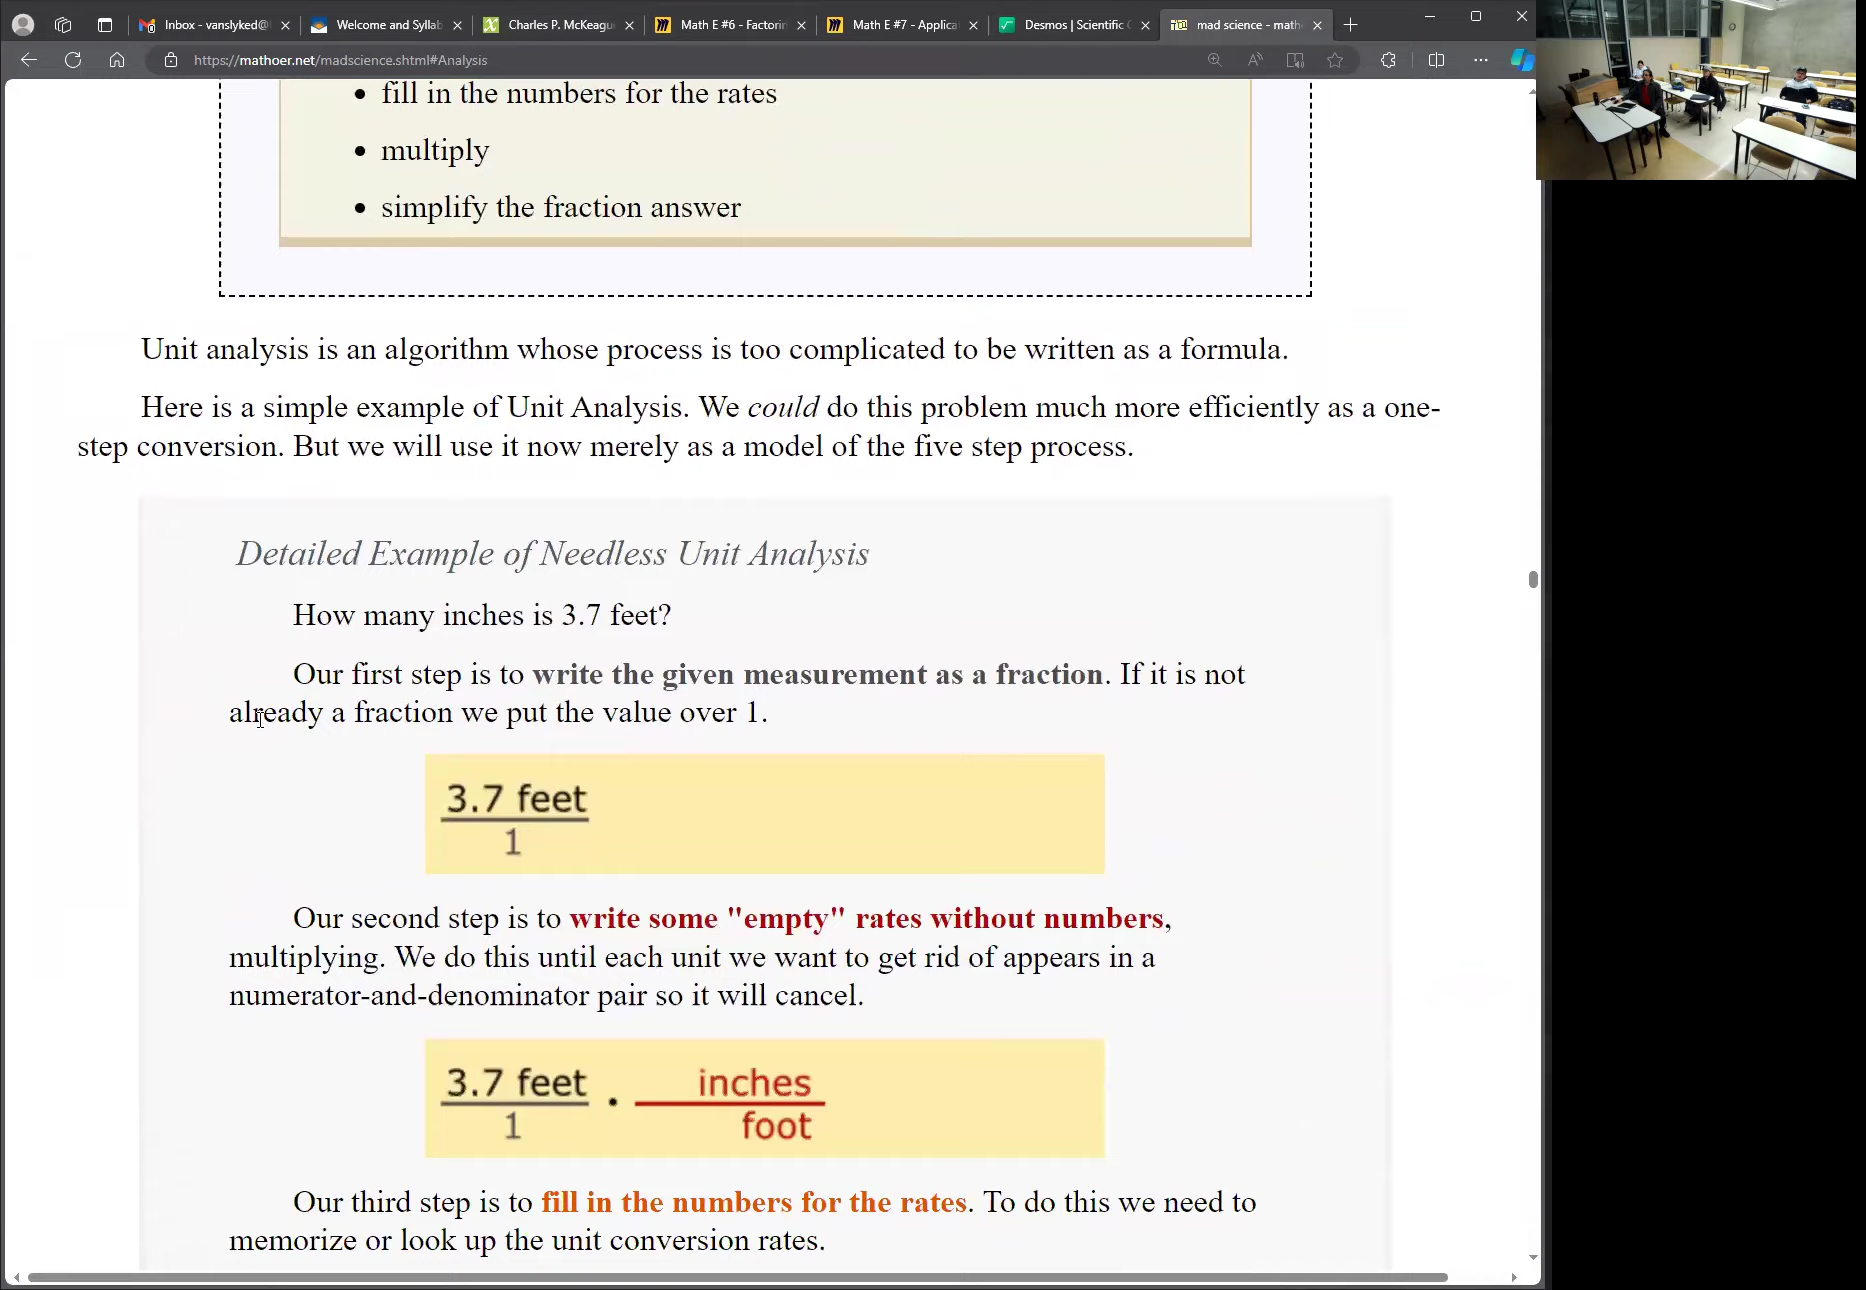 Inbox - vanslyked@
Welcome and Syllab
Charles P. McKeagu
Math E #6 - Factorin
Math E #7 - Applica
Desmos | Scientific C
mad science - math
https://mathoer.net/madscience.shtml#Analysis
• fill in the numbers for the rates
• multiply
• simplify the fraction answer
Unit analysis is an algorithm whose process is too complicated to be written as a formula.
Here is a simple example of Unit Analysis. We could do this problem much more efficiently as a one-
step conversion. But we will use it now merely as a model of the five step process.
Detailed Example of Needless Unit Analysis
How many inches is 3.7 feet?
Our first step is to write the given measurement as a fraction. If it is not
already a fraction we put the value over 1.
3.7 feet
1
Our second step is to write some "empty" rates without numbers,
multiplying. We do this until each unit we want to get rid of appears in a
numerator-and-denominator pair so it will cancel.
3.7 feet · inches
1 foot
Our third step is to fill in the numbers for the rates. To do this we need to
memorize or look up the unit conversion rates.